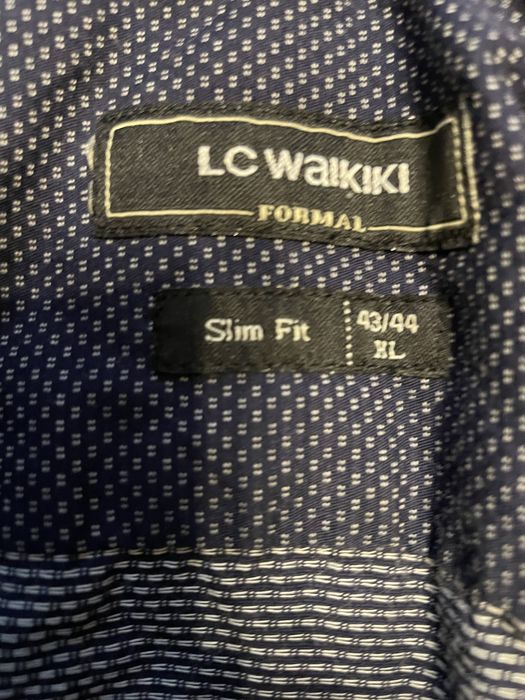 LC WAIKIKI
FORMAL
Slim Fit
43/44
XL